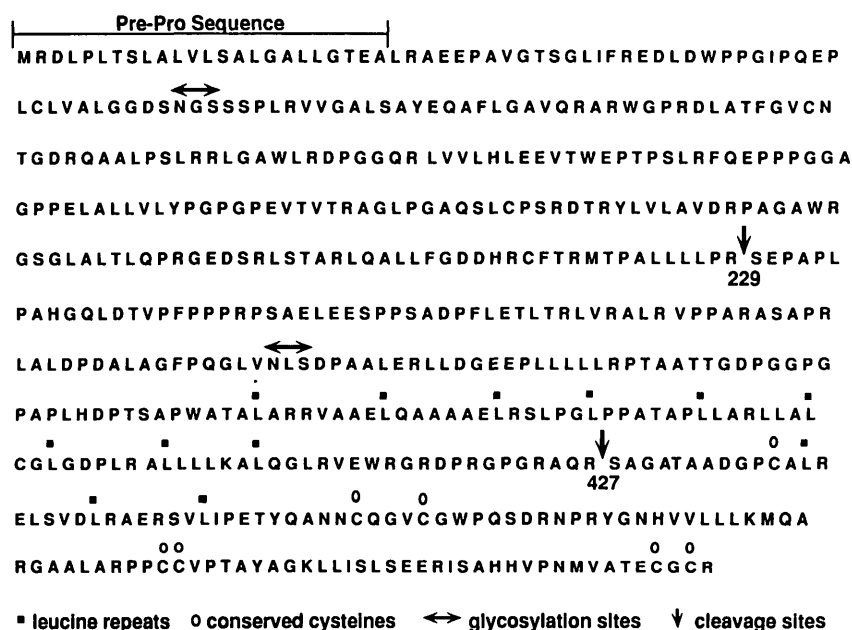 Pre-Pro Sequence
MRDLPLTSLALVLSALGALLGTEALRAEEPAVGTSGLIFREDLDWPPGIPQEP
LCLVALGGDSNGSSSPLRVVGALSAYEQAFLGAVQRARWGPRDLATFGVCN
TGDRQAALPSLRRLGAWLRDPGGQRLVVLHLEEVTWEPTPSLRFQEPPPGGA
GPPELALLVLYPGPGPEVTVTRAGLPGAQSLCPSRDTRYLVLAVDRPAGAWR
GSGLALTLQPRGEDSRLSTARLQALLFGDDHRCFTRMTPALLLLPRSEPAPL
229
PAHGQLDTVPFPPPRPSAELEESPPSADPFLETLTRLVRALRVPPARASAPR
LALDPDALAGFPQGLVNLSDPAALERLLDGEEPLLLLLRPTAATTGDPGGPG
PAPLHDPTSAPWATALARRVAAELQAAAAELRSLPGLPPATAPLLARLLAL
CGLGDPLRALLLLKALQGLRVEWRGRDPRGPGRAQRSAGATAADGPCALR
427
ELSVDLRAERSVLIPETYQANNCQGVCGWPQSDRNPRYGNHVVLLLKMQA
RGAALARPPCCVPTAYAGKLLISLSEERISAHHVPNMVATECGCR
leucine repeats conserved cysteines glycosylation sites cleavage sites